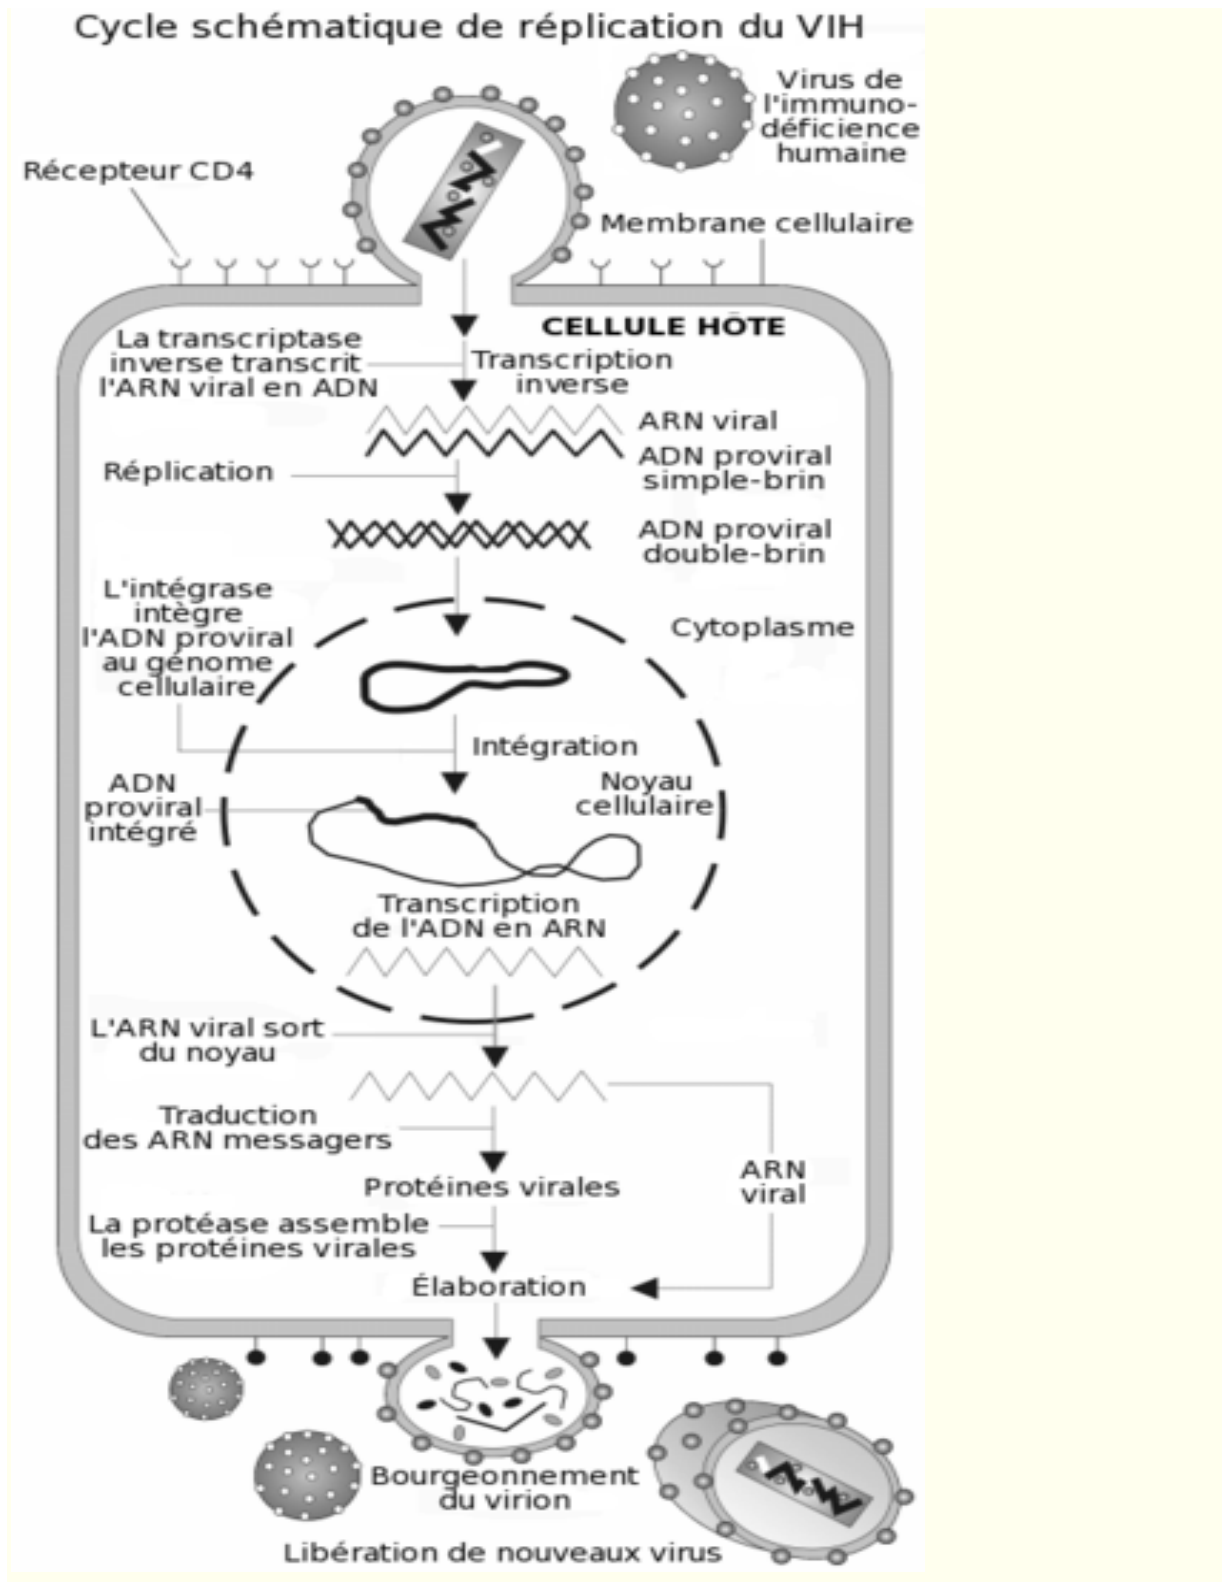 Cycle schématique de réplication du VIH
Virus de
l'immuno-
déficience
humaine
Récepteur CD4
Membrane cellulaire
CELLULE HÔTE
La transcriptase
inverse transcrit
l'ARN viral en ADN
Transcription
inverse
ARN viral
ADN proviral
simple-brin
Réplication
ADN proviral
double-brin
L'intégrase
intègre
l'ADN proviral
au génome
cellulaire
Cytoplasme
Intégration
ADN
proviral
intégré
Noyau
cellulaire
Transcription
de l'ADN en ARN
L'ARN viral sort
du noyau
Traduction
des ARN messagers
ARN
viral
Protéines virales
La protéase assemble
les protéines virales
Élaboration
Bourgeonnement
du virion
Libération de nouveaux virus